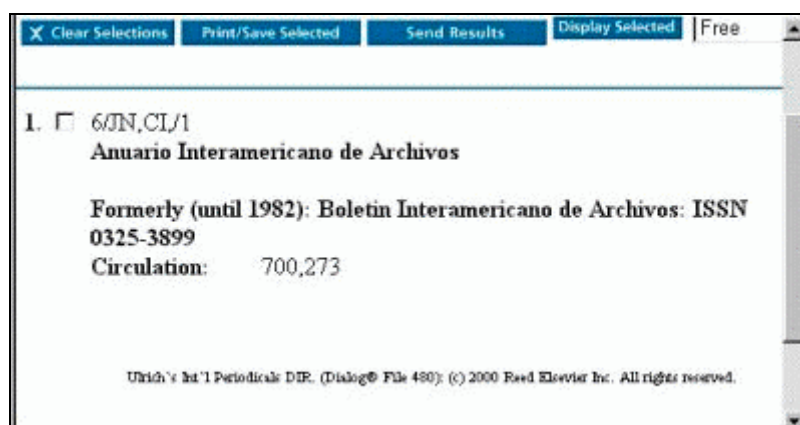 X Clear Selections Print/Save Selected Send Results Display Selected Free
1. 6/JN,CI,/1
Anuario Interamericano de Archivos
Formerly (until 1982): Boletin Interamericano de Archivos: ISSN
0325-3899
Circulation: 700,273
Ulrich's Int'l Periodicals DIR. (Dialog® File 480): (c) 2000 Reed Elsevier Inc. All rights reserved.